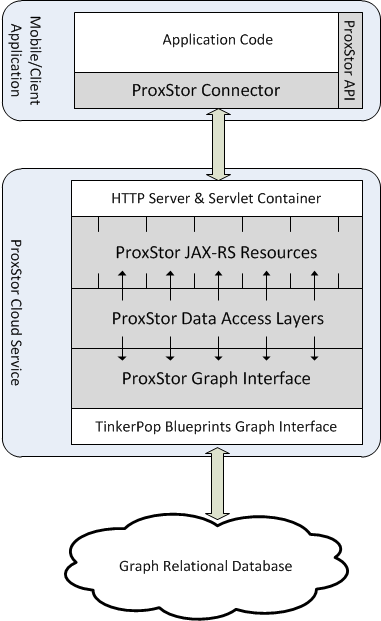 Mobile/Client
Application
Application Code
ProxStor Connector
ProxStor API
ProxStor Cloud Service
HTTP Server & Servlet Container
ProxStor JAX-RS Resources
ProxStor Data Access Layers
ProxStor Graph Interface
TinkerPop Blueprints Graph Interface
Graph Relational Database